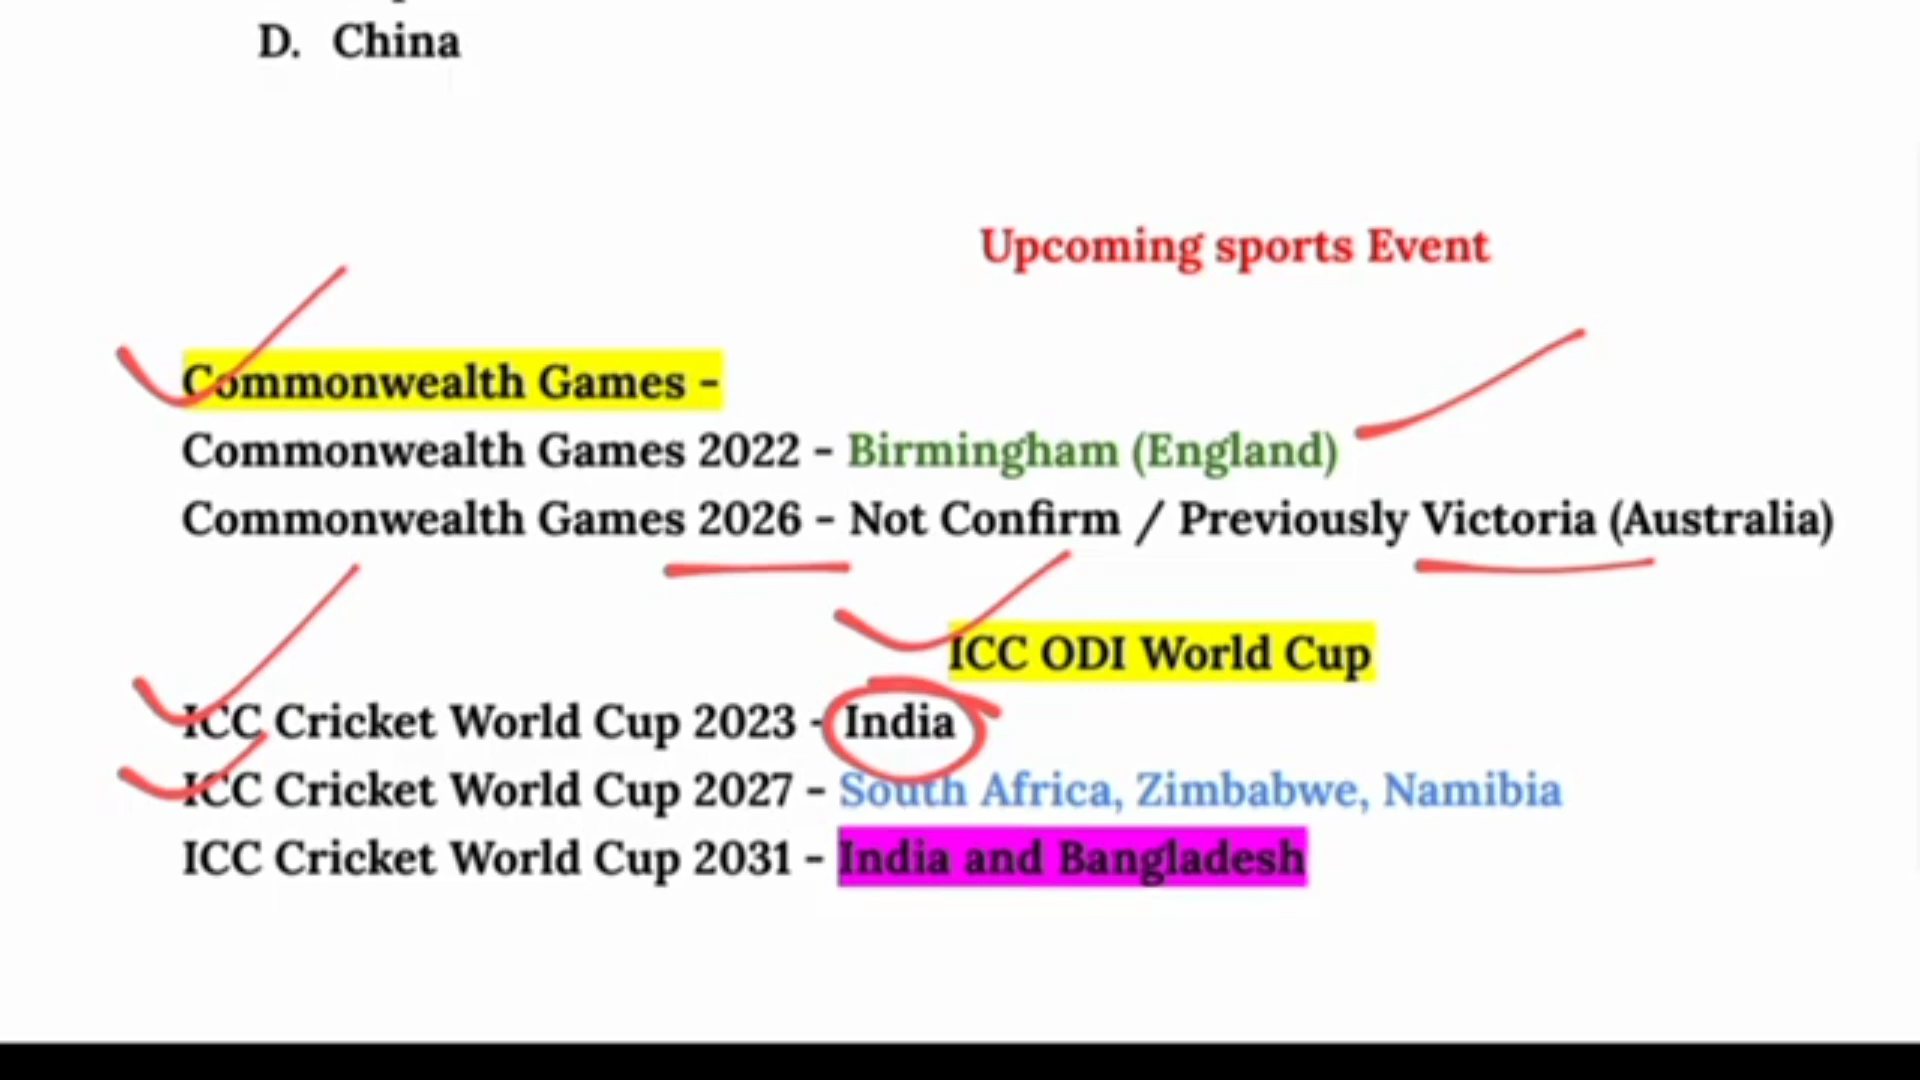 D. China
Upcoming sports Event
Commonwealth Games -
Commonwealth Games 2022 - Birmingham (England)
Commonwealth Games 2026 - Not Confirm / Previously Victoria (Australia)
ICC ODI World Cup
ICC Cricket World Cup 2023 - India
ICC Cricket World Cup 2027 - South Africa, Zimbabwe, Namibia
ICC Cricket World Cup 2031 - India and Bangladesh